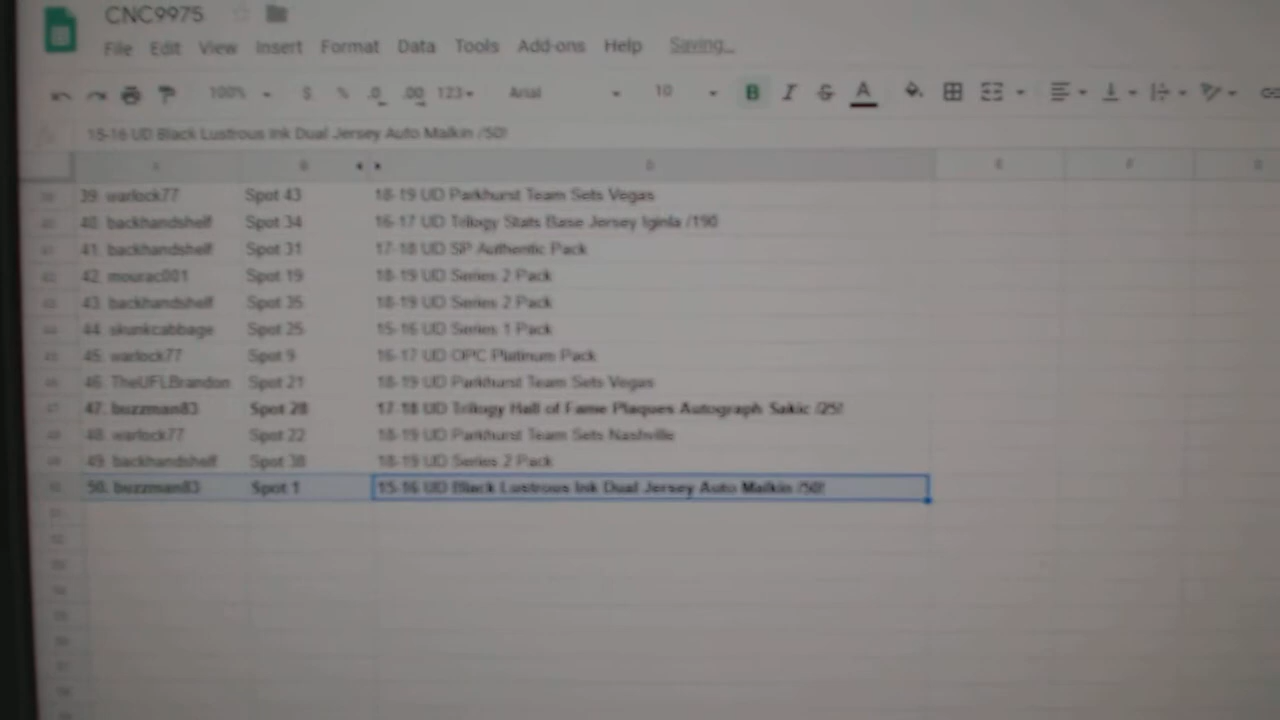 CNC9975
File Edit View Insert Format Data Tools Add-ons Help Saving...
100% $ % .0 .00 123 Arial 10 B I S A
15-16 UD Black Lustrous Ink Dual Jersey Auto Malkin /50!
39. warlock77 Spot 43 18-19 UD Parkhurst Team Sets Vegas
40. backhandshelf Spot 34 16-17 UD Trilogy Stats Base Jersey Iginla /190
41. backhandshelf Spot 31 17-18 UD SP Authentic Pack
42. mourac001 Spot 19 18-19 UD Series 2 Pack
43. backhandshelf Spot 35 18-19 UD Series 2 Pack
44. skunkcabbage Spot 25 15-16 UD Series 1 Pack
45. warlock77 Spot 9 16-17 UD OPC Platinum Pack
46. TheUFLBrandon Spot 21 18-19 UD Parkhurst Team Sets Vegas
47. buzzman83 Spot 28 17-18 UD Trilogy Hall of Fame Plaques Autograph Sakic /25!
48. warlock77 Spot 22 18-19 UD Parkhurst Team Sets Nashville
49. backhandshelf Spot 38 18-19 UD Series 2 Pack
50. buzzman83 Spot 1 15-16 UD Black Lustrous Ink Dual Jersey Auto Malkin /50!